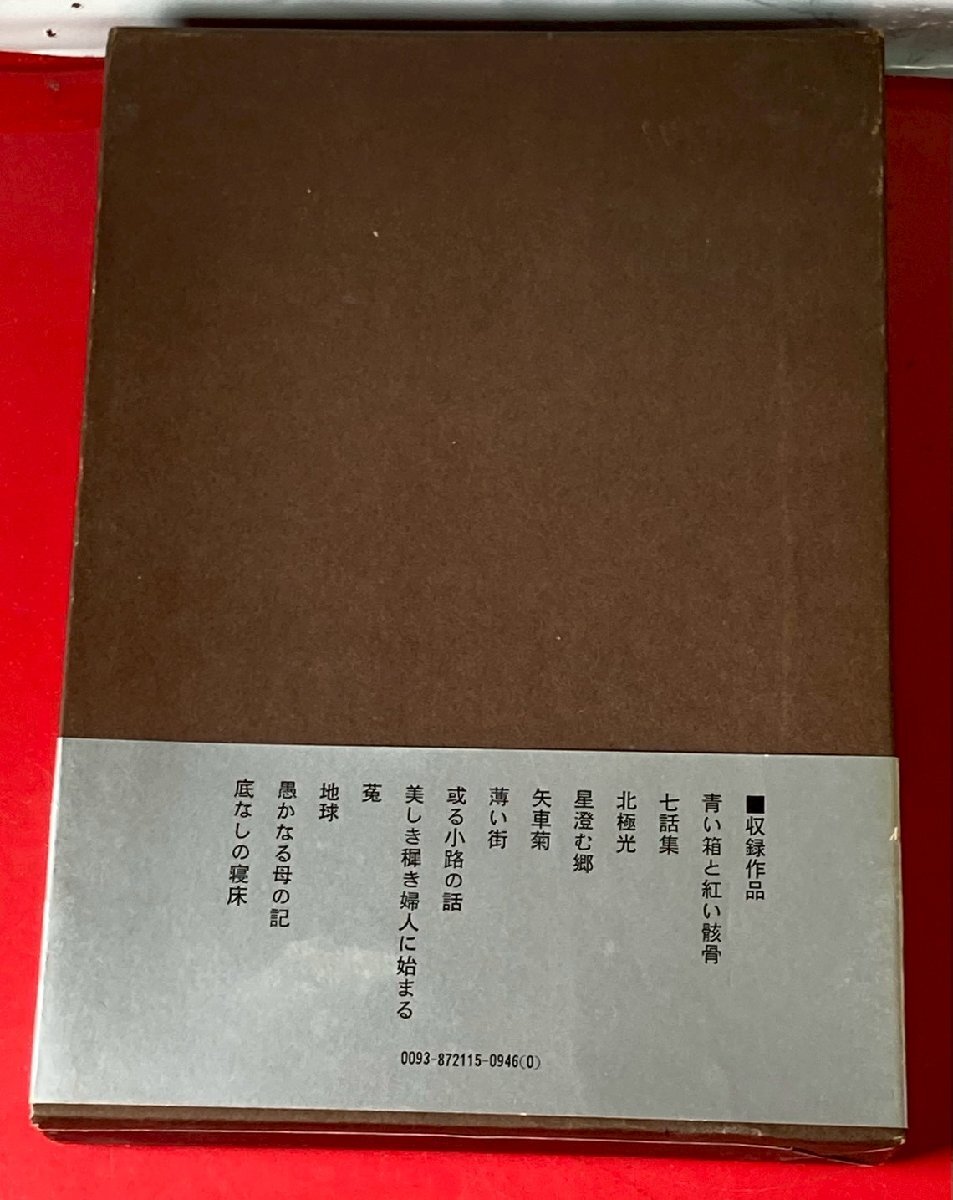 ■収録作品
青い箱と紅い骸骨
七話集
北極光
星澄む郷
矢車菊
薄い街
或る小路の話
美しき穉き婦人に始まる
菟
地球
愚かなる母の記
底なしの寝床
0093-872115-0946(0)